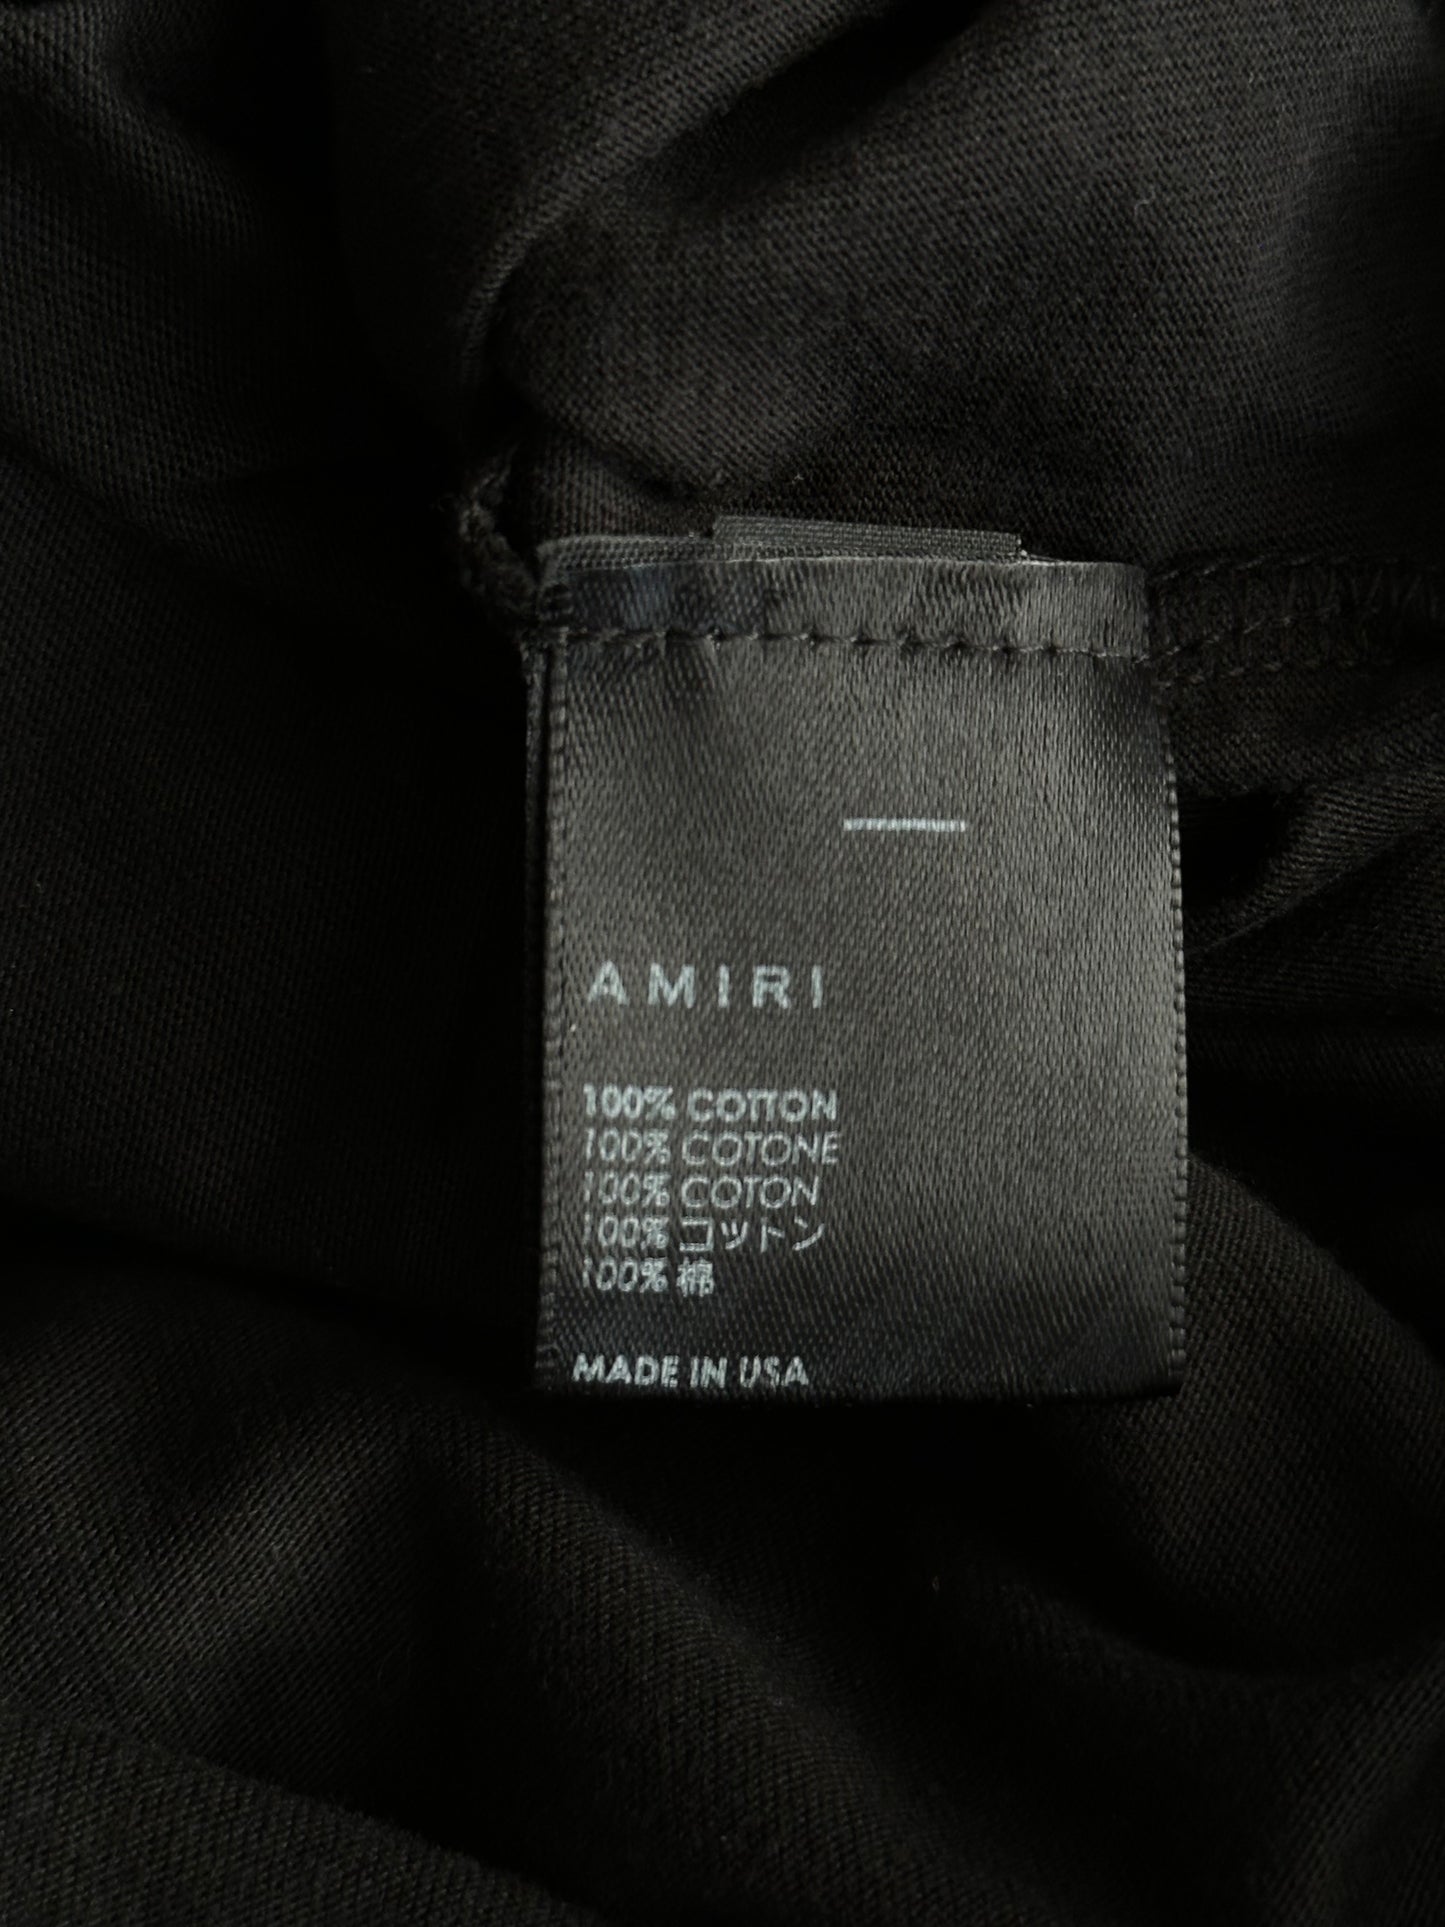 AMIRI
100% COTTON
100% COTONE
100% COTON
100% コットン
100% 棉
MADE IN USA